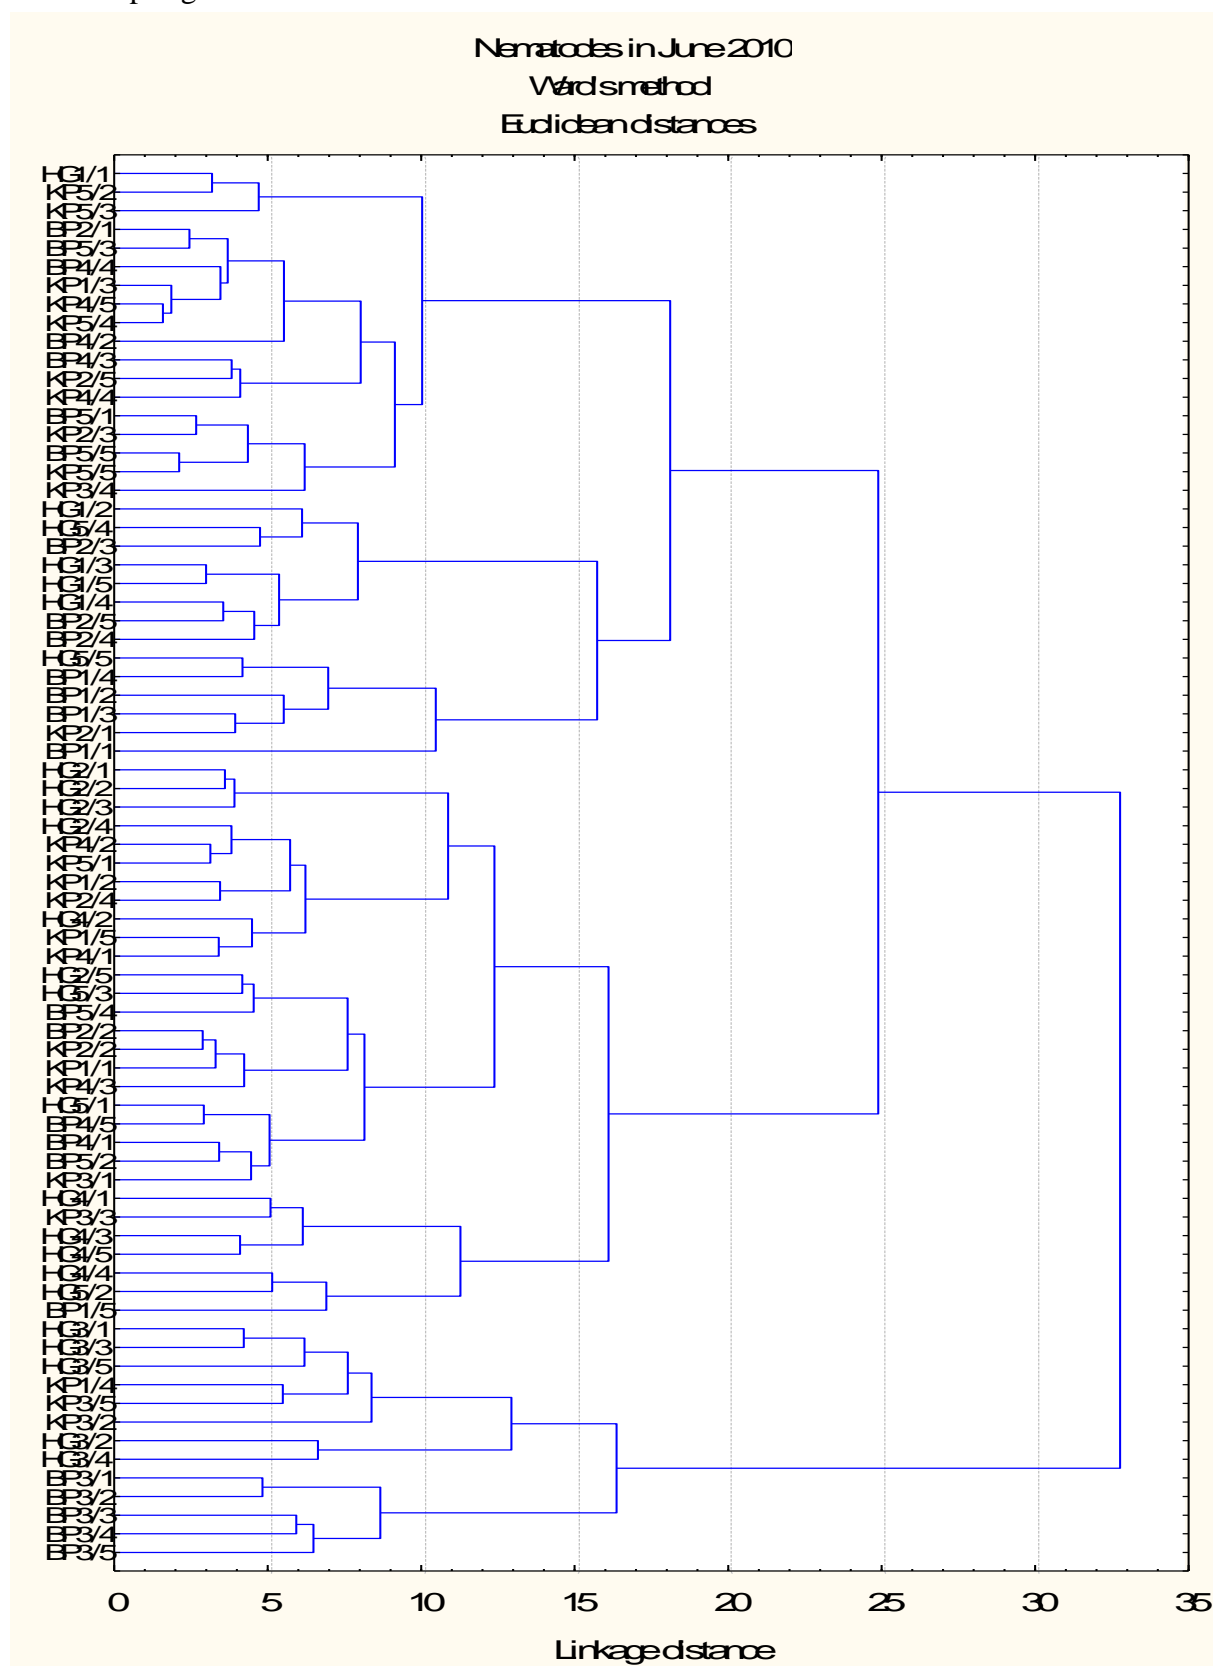 Nematodes in June 2010
Ward's method
Euclidean distances
HG1/1
KP5/2
KP5/3
BP2/1
BP5/3
BP4/4
KP1/3
KP4/5
KP5/4
BP4/2
BP4/3
KP2/5
KP4/4
BP5/1
KP2/3
BP5/5
KP5/5
KP3/4
HG1/2
HG5/4
BP2/3
HG1/3
HG1/5
HG1/4
BP2/5
BP2/4
HG5/5
BP1/4
BP1/2
BP1/3
KP2/1
BP1/1
HG2/1
HG2/2
HG2/3
HG2/4
KP4/2
KP5/1
KP1/2
KP2/4
HG4/2
KP1/5
KP4/1
HG2/5
HG5/3
BP5/4
BP2/2
KP2/2
KP1/1
KP4/3
HG5/1
BP4/5
BP4/1
BP5/2
KP3/1
HG4/1
KP3/3
HG4/3
HG4/5
HG4/4
HG5/2
BP1/5
HG3/1
HG3/3
HG3/5
KP1/4
KP3/5
KP3/2
HG3/2
HG3/4
BP3/1
BP3/2
BP3/3
BP3/4
BP3/5
0 5 10 15 20 25 30 35
Linkage distance